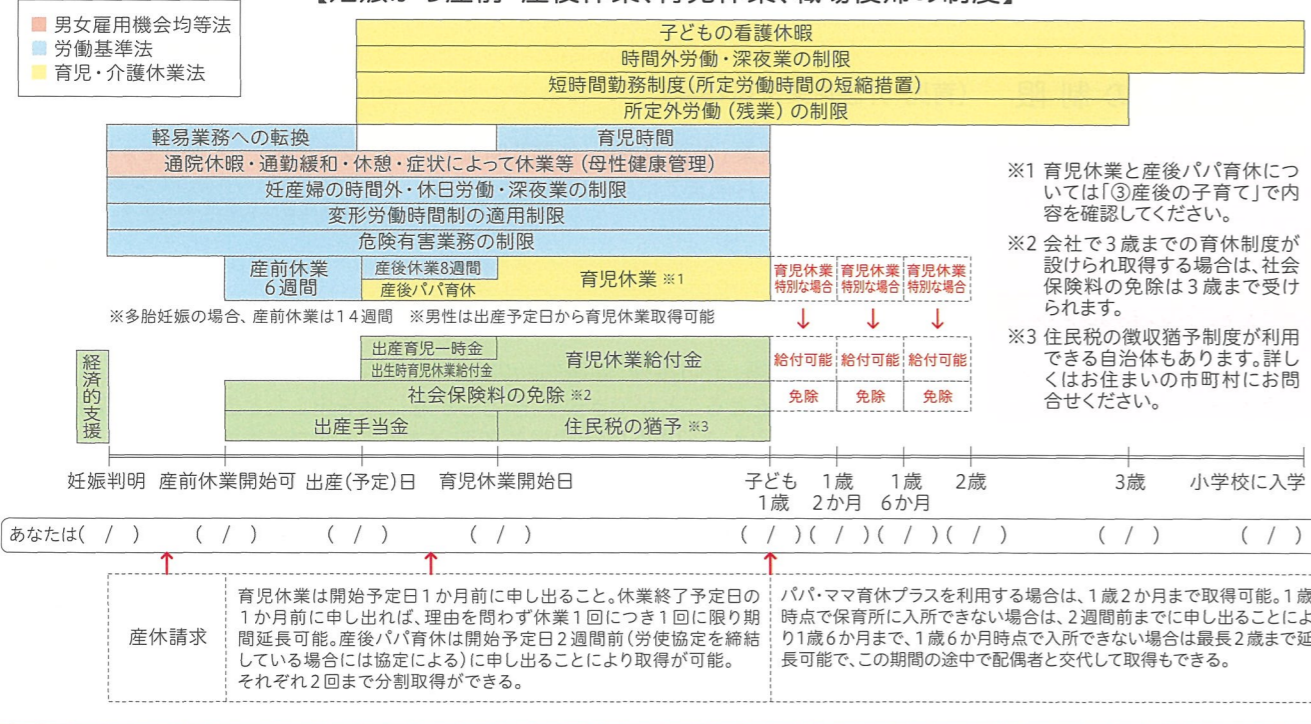 【妊娠から産前・産後休業、育児休業、職場復帰の制度】
男女雇用機会均等法
労働基準法
育児・介護休業法
子どもの看護休暇
時間外労働・深夜業の制限
短時間勤務制度(所定労働時間の短縮措置)
所定外労働(残業)の制限
軽易業務への転換
育児時間
通院休暇・通勤緩和・休憩・症状によって休業等(母性健康管理)
妊産婦の時間外・休日労働・深夜業の制限
変形労働時間制の適用制限
危険有害業務の制限
産前休業
6週間
産後休業8週間
産後パパ育休
育児休業 ※1
育児休業
特別な場合
育児休業
特別な場合
育児休業
特別な場合
※多胎妊娠の場合、産前休業は14週間 ※男性は出産予定日から育児休業取得可能
※1 育児休業と産後パパ育休につ
いては「③産後の子育て」で内
容を確認してください。
※2 会社で3歳までの育休制度が
設けられ取得する場合は、社会
保険料の免除は3歳まで受け
られます。
※3 住民税の徴収猶予制度が利用
できる自治体もあります。詳し
くはお住まいの市町村にお問
合せください。
経済的支援
出産育児一時金
出生時育児休業給付金
育児休業給付金
給付可能 給付可能 給付可能
社会保険料の免除 ※2
免除 免除 免除
出産手当金
住民税の猶予 ※3
妊娠判明 産前休業開始可 出産(予定)日 育児休業開始日
子ども
1歳
1歳
2か月
1歳
6か月
2歳
3歳
小学校に入学
あなたは( / ) ( / ) ( / ) ( / ) ( / ) ( / ) ( / ) ( / ) ( / ) ( / )
産休請求
育児休業は開始予定日1か月前に申し出ること。休業終了予定日の
1か月前に申し出れば、理由を問わず休業1回につき1回に限り期
間延長可能。産後パパ育休は開始予定日2週間前(労使協定を締結
している場合には協定による)に申し出ることにより取得が可能。
それぞれ2回まで分割取得ができる。
パパ・ママ育休プラスを利用する場合は、1歳2か月まで取得可能。1歳
時点で保育所に入所できない場合は、2週間前までに申し出ることによ
り1歳6か月まで、1歳6か月時点で入所できない場合は最長2歳まで延
長可能で、この期間の途中で配偶者と交代して取得もできる。